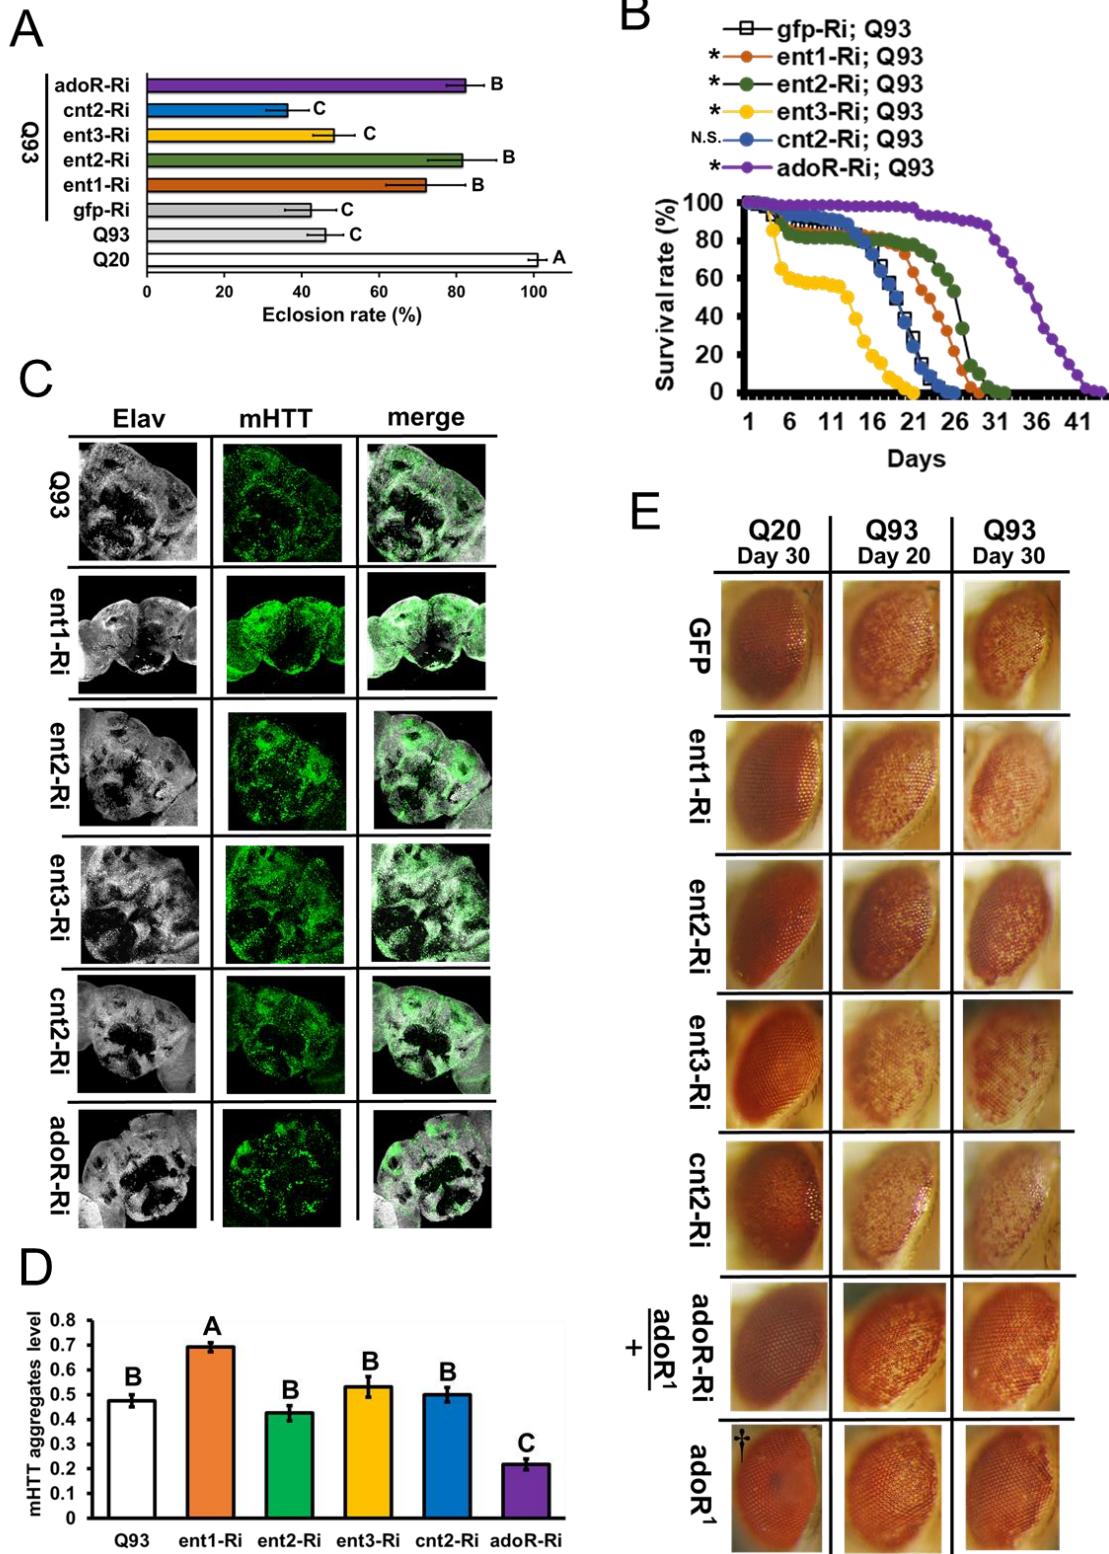 A
Q93
adoR-Ri
cnt2-Ri
ent3-Ri
ent2-Ri
ent1-Ri
gfp-Ri
Q93
Q20
B
C
C
B
B
C
C
A
0 20 40 60 80 100
Eclosion rate (%)
B
gfp-Ri; Q93
* ent1-Ri; Q93
* ent2-Ri; Q93
* ent3-Ri; Q93
N.S. cnt2-Ri; Q93
* adoR-Ri; Q93
Survival rate (%)
100
80
60
40
20
0
1 6 11 16 21 26 31 36 41
Days
C
Elav mHTT merge
Q93
ent1-Ri
ent2-Ri
ent3-Ri
cnt2-Ri
adoR-Ri
D
mHTT aggregates level
0.8
0.7
0.6
0.5
0.4
0.3
0.2
0.1
0
B A B B B C
Q93 ent1-Ri ent2-Ri ent3-Ri cnt2-Ri adoR-Ri
E
Q20 Q93 Q93
Day 30 Day 20 Day 30
GFP
ent1-Ri
ent2-Ri
ent3-Ri
cnt2-Ri
adoR-Ri
adoR1
+
adoR1
†